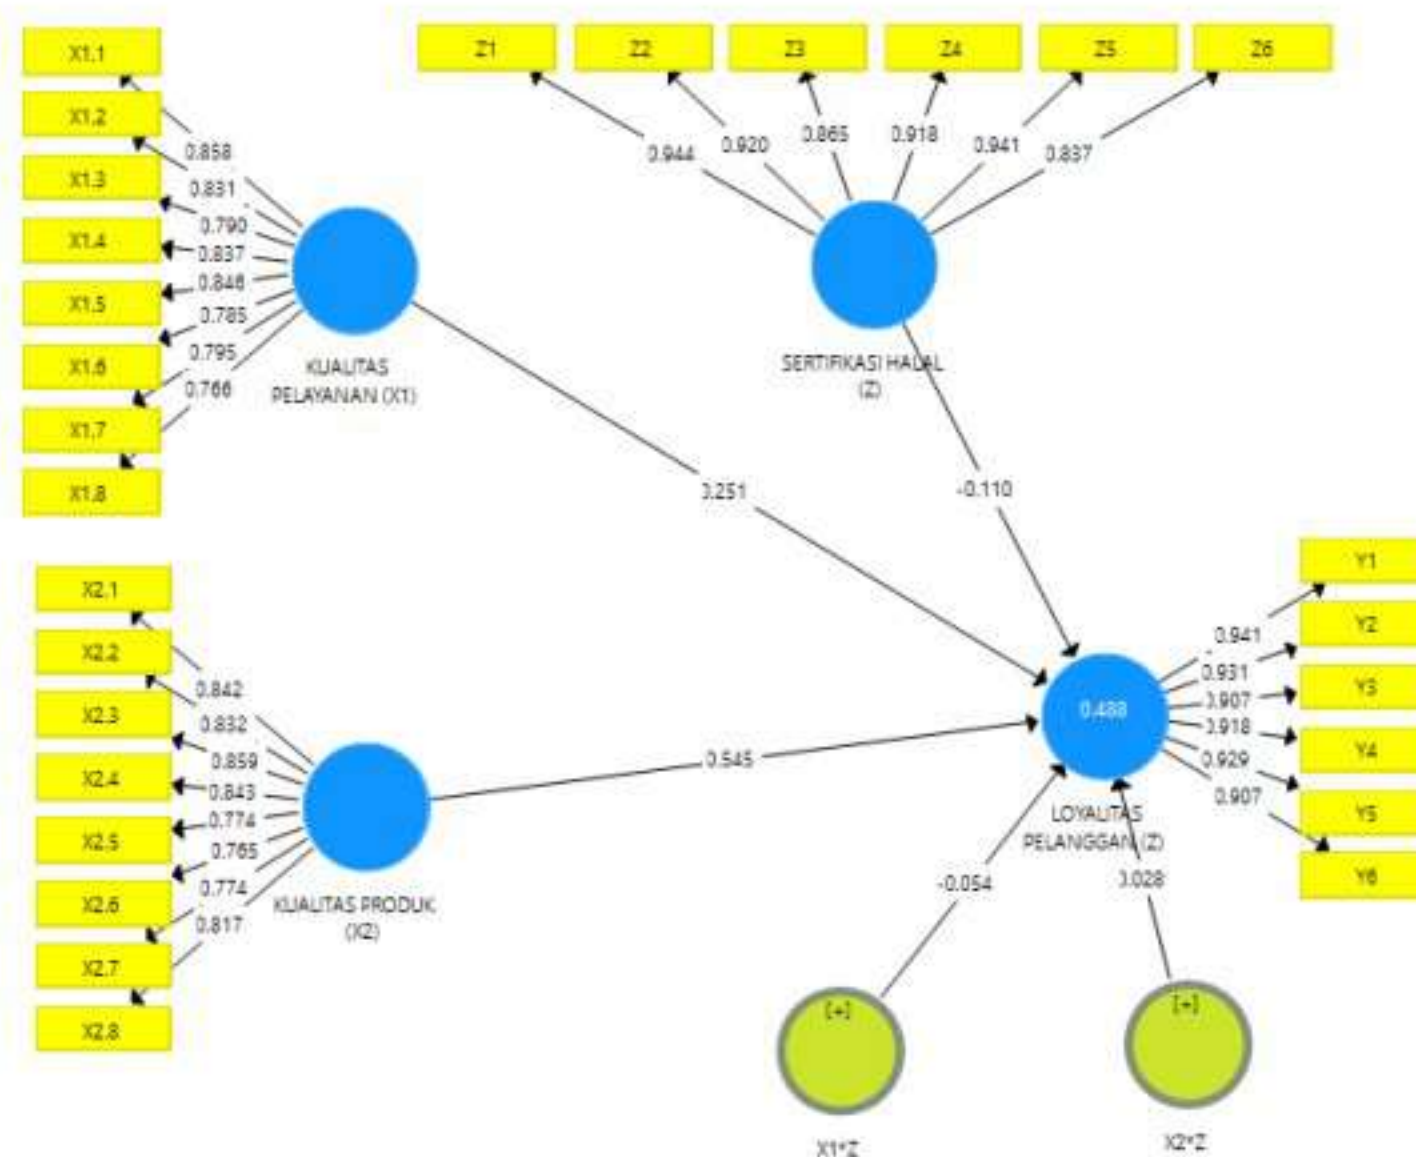 X1.1
X1.2
X1.3
X1.4
X1.5
X1.6
X1.7
X1.8
0.858
0.831
0.790
0.837
0.846
0.785
0.795
0.766
KUALITAS
PELAYANAN (X1)
Z1
Z2
Z3
Z4
Z5
Z6
0.944
0.920
0.865
0.918
0.941
0.837
SERTIFIKASI HALAL
(Z)
0.251
-0.110
X2.1
X2.2
X2.3
X2.4
X2.5
X2.6
X2.7
X2.8
0.842
0.832
0.859
0.843
0.774
0.765
0.774
0.817
KUALITAS PRODUK
(X2)
0.545
0.488
LOYALITAS
PELANGGAN (Z)
Y1
Y2
Y3
Y4
Y5
Y6
0.941
0.931
0.907
0.918
0.929
0.907
-0.054
0.028
[+]
X1*Z
[+]
X2*Z